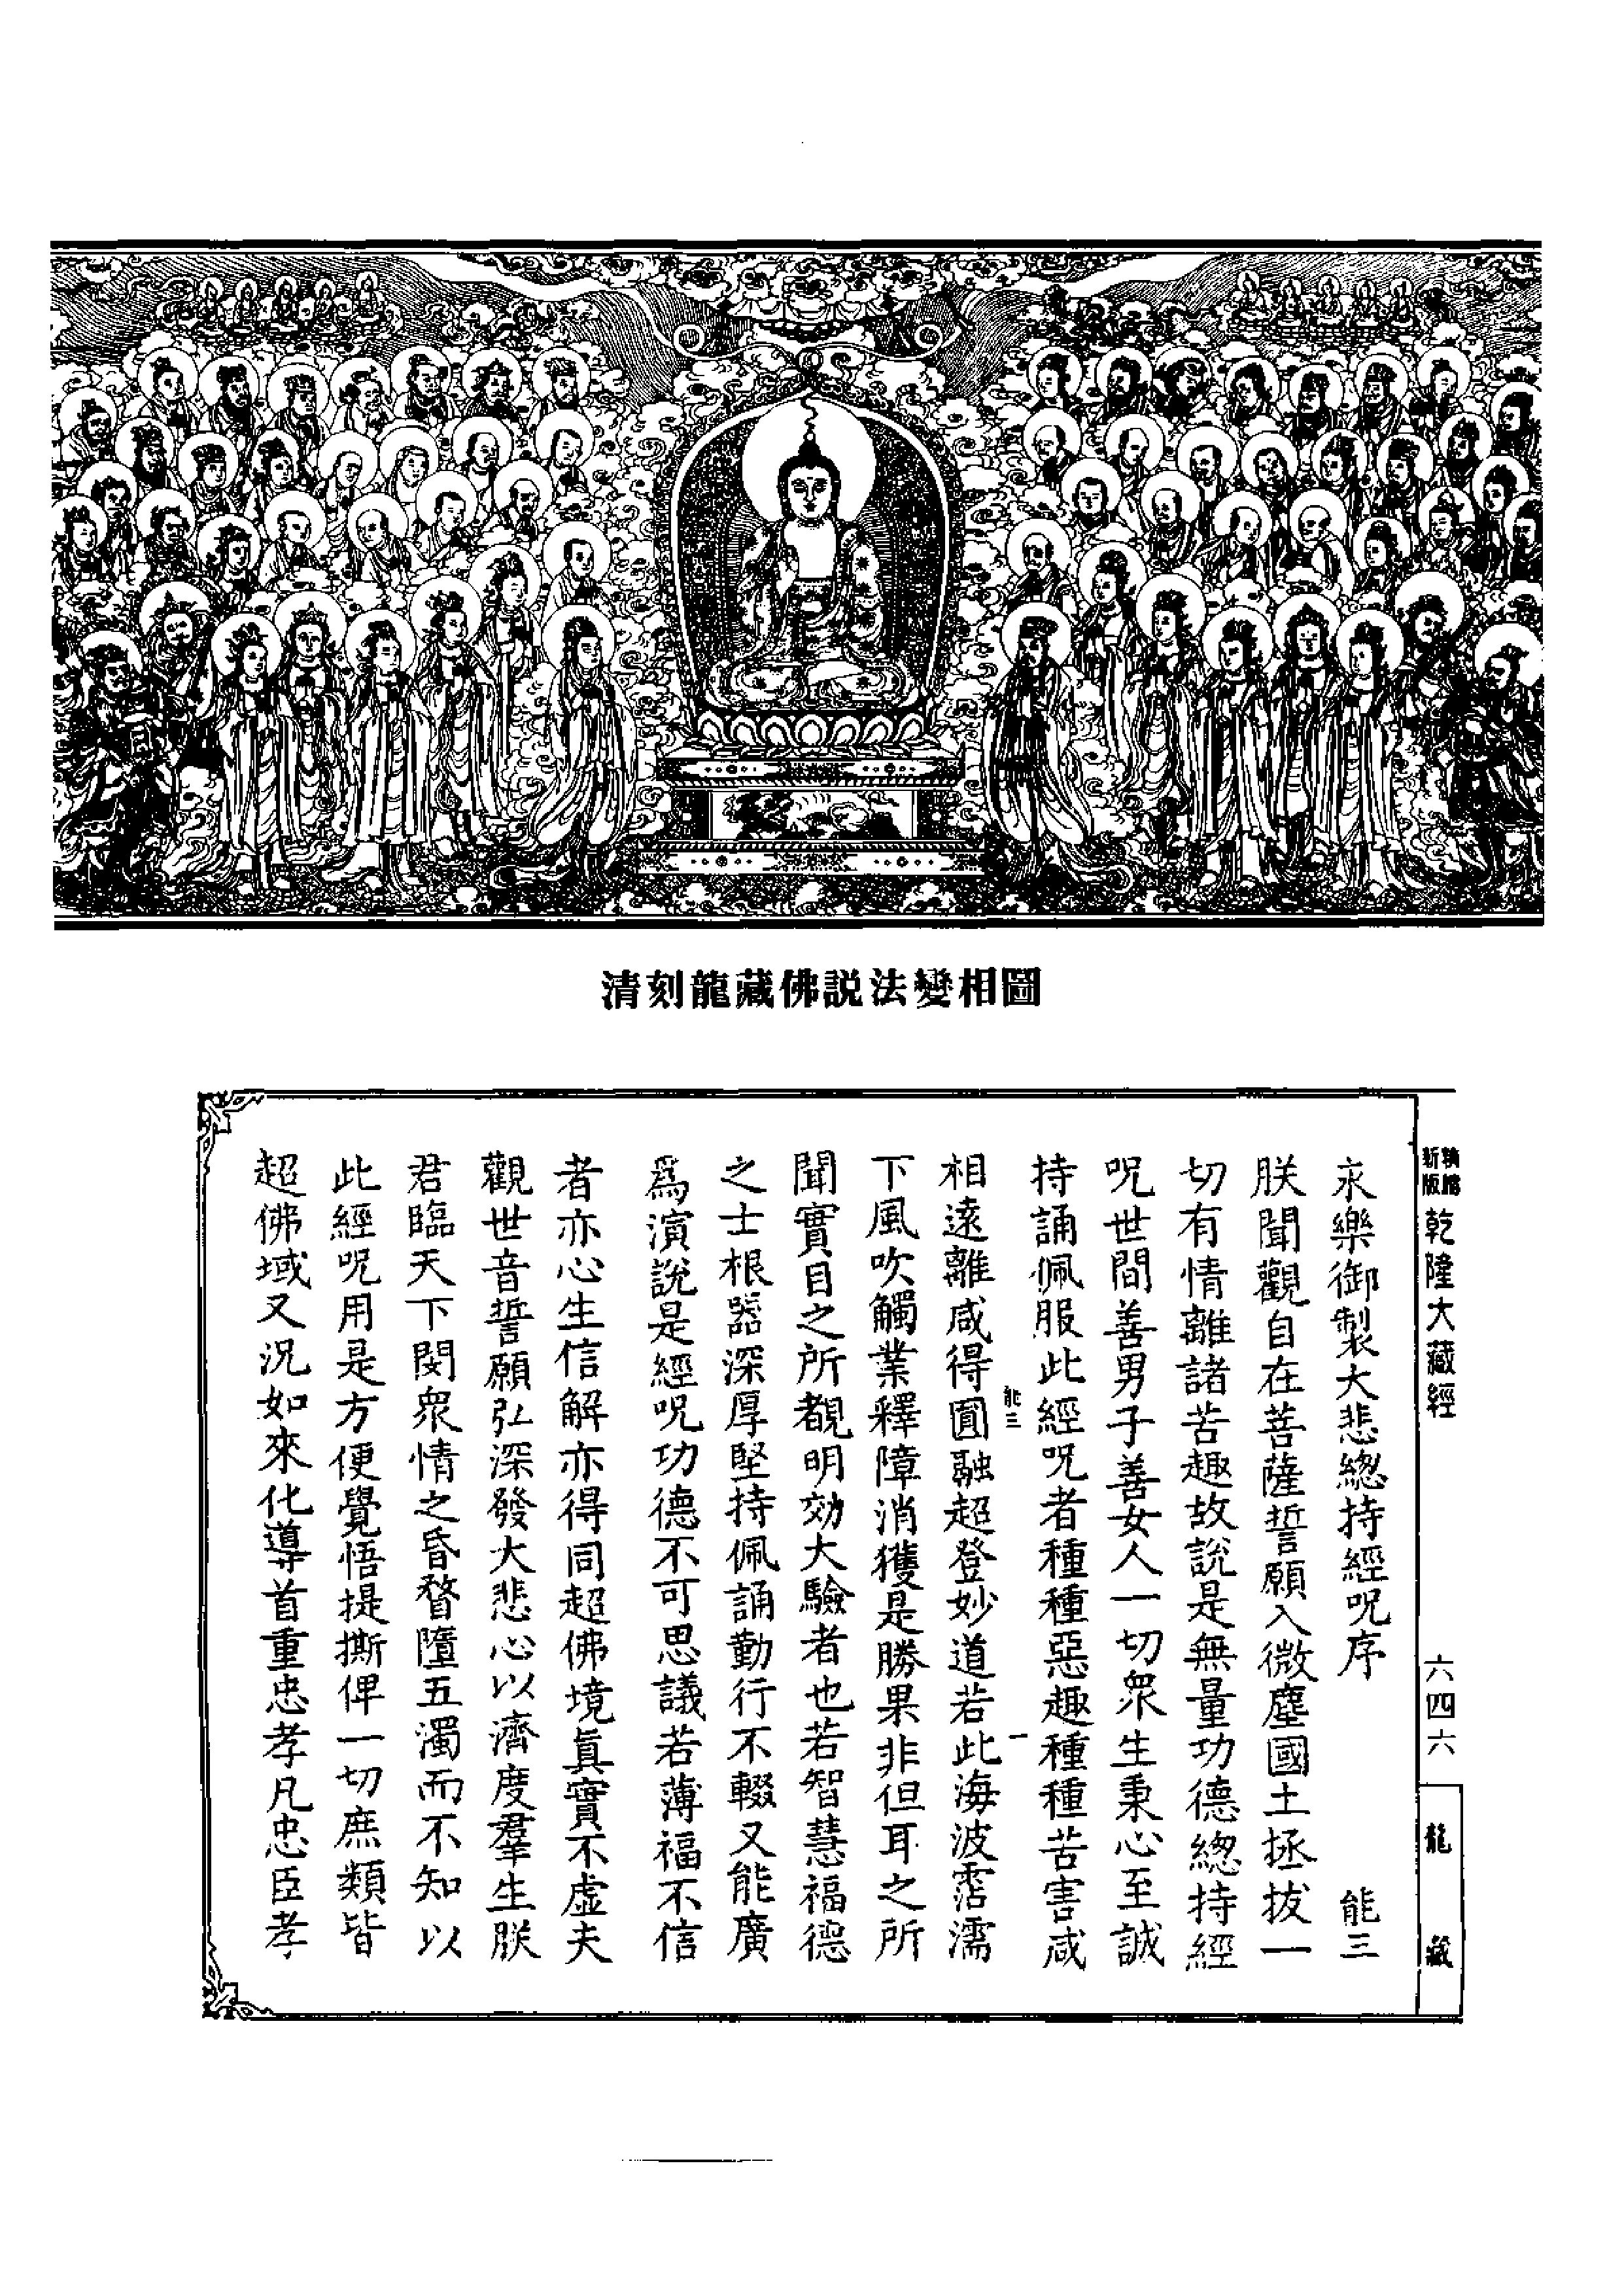 清刻龍藏佛説法變相圖
新版
乾隆大藏經
六四六
龍藏
永樂御製大悲總持經呪序
能三
朕聞觀自在菩薩誓願入微塵國土拯拔一
切有情離諸苦趣故說是無量功德總持經
呪世間善男子善女人一切衆生秉心至誠
持誦佩服此經呪者種種惡趣種種苦害咸
能三
一
相遠離咸得圓融超登妙道若此海波霑濡
下風吹觸業釋障消獲是勝果非但耳之所
聞實目之所覩明効大驗者也若智慧福德
之士根器深厚堅持佩誦勤行不輟又能廣
爲演說是經呪功德不可思議若薄福不信
者亦心生信解亦得同超佛境眞實不虛夫
觀世音誓願弘深發大悲心以濟度羣生朕
君臨天下閔衆情之昏瞀墮五濁而不知以
此經呪用是方便覺悟提撕俾一切庶類皆
超佛域又況如來化導首重忠孝凡忠臣孝